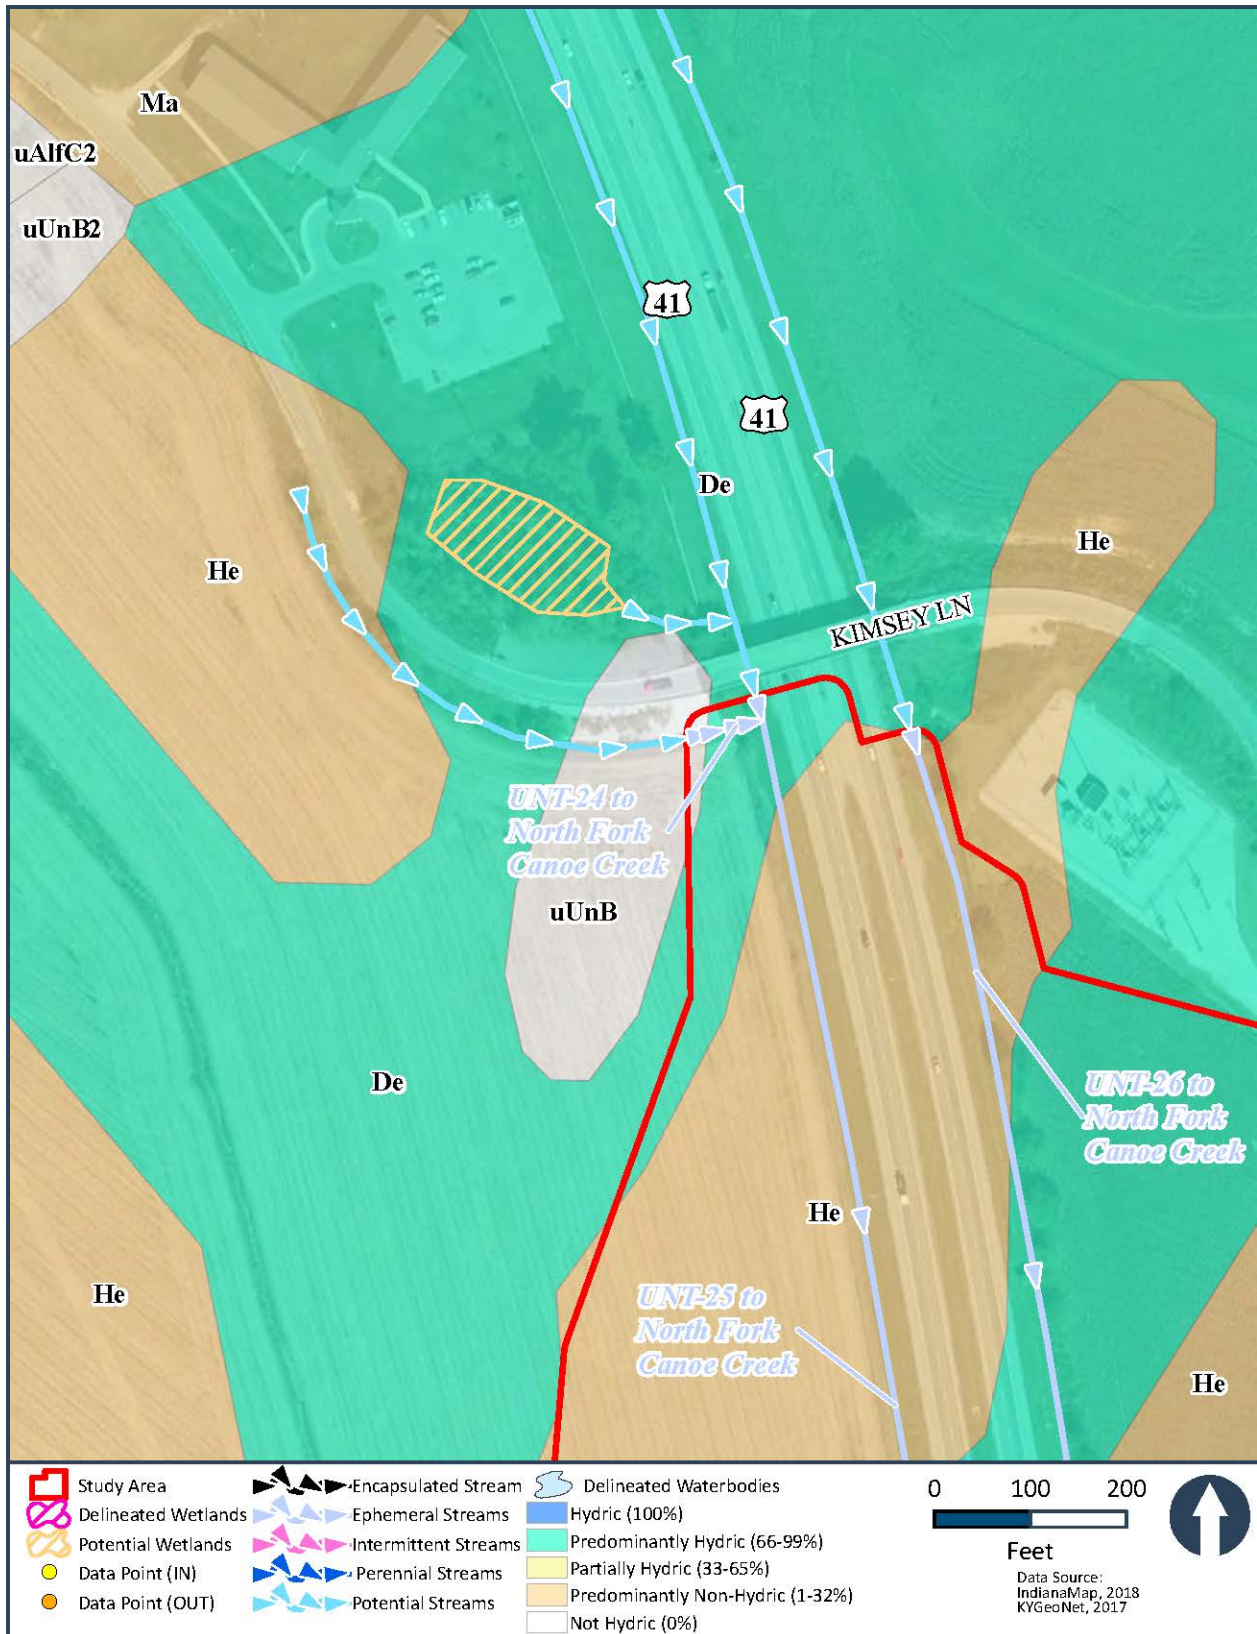 Ma
uAlfC2
uUnB2
41
41
De
He
He
KIMSEY LN
UNT-24 to
North Fork
Canoe Creek
uUnB
De
UNT-26 to
North Fork
Canoe Creek
He
He
UNT-25 to
North Fork
Canoe Creek
He
Study Area
Delineated Wetlands
Potential Wetlands
Data Point (IN)
Data Point (OUT)
Encapsulated Stream
Ephemeral Streams
Intermittent Streams
Perennial Streams
Potential Streams
Delineated Waterbodies
Hydric (100%)
Predominantly Hydric (66-99%)
Partially Hydric (33-65%)
Predominantly Non-Hydric (1-32%)
Not Hydric (0%)
0 100 200
Feet
Data Source:
IndianaMap, 2018
KYGeoNet, 2017